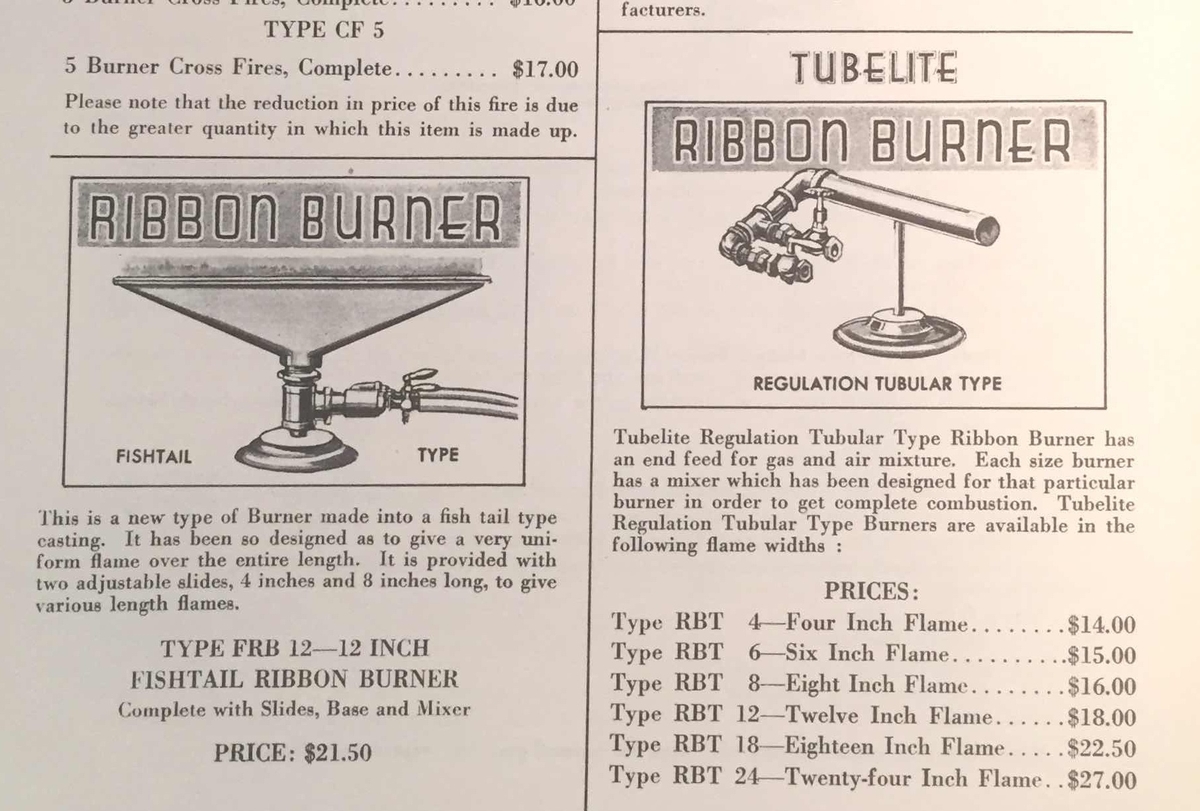 5 Burner Cross Fires, Complete......... $16.00
TYPE CF 5
5 Burner Cross Fires, Complete......... $17.00
Please note that the reduction in price of this fire is due
to the greater quantity in which this item is made up.
RIBBON BURNER
FISHTAIL TYPE
This is a new type of Burner made into a fish tail type
casting. It has been so designed as to give a very uni-
form flame over the entire length. It is provided with
two adjustable slides, 4 inches and 8 inches long, to give
various length flames.
TYPE FRB 12—12 INCH
FISHTAIL RIBBON BURNER
Complete with Slides, Base and Mixer
PRICE: $21.50
facturers.
TUBELITE
RIBBON BURNER
REGULATION TUBULAR TYPE
Tubelite Regulation Tubular Type Ribbon Burner has
an end feed for gas and air mixture. Each size burner
has a mixer which has been designed for that particular
burner in order to get complete combustion. Tubelite
Regulation Tubular Type Burners are available in the
following flame widths :
PRICES:
Type RBT 4—Four Inch Flame........$14.00
Type RBT 6—Six Inch Flame..........$15.00
Type RBT 8—Eight Inch Flame........$16.00
Type RBT 12—Twelve Inch Flame......$18.00
Type RBT 18—Eighteen Inch Flame.....$22.50
Type RBT 24—Twenty-four Inch Flame..$27.00